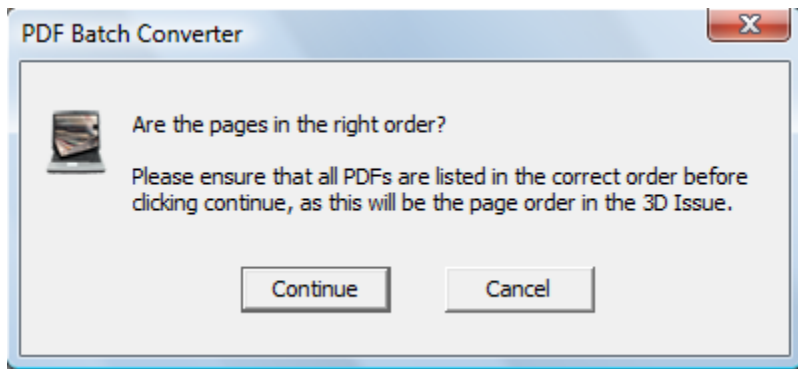 PDF Batch Converter
Are the pages in the right order?
Please ensure that all PDFs are listed in the correct order before
clicking continue, as this will be the page order in the 3D Issue.
Continue
Cancel